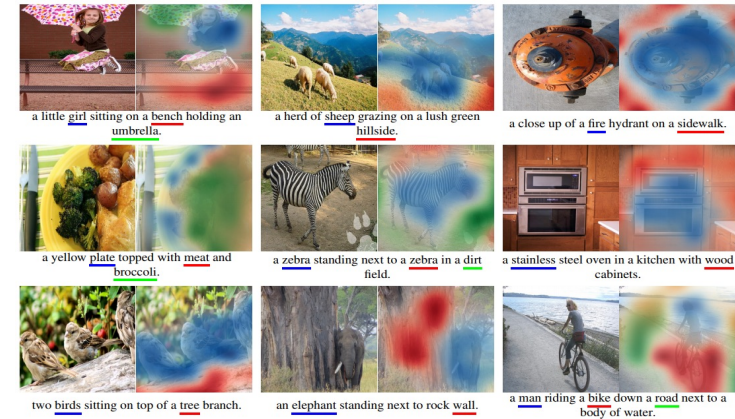 a little girl sitting on a bench holding an
umbrella.
a herd of sheep grazing on a lush green
hillside.
a close up of a fire hydrant on a sidewalk.
a yellow plate topped with meat and
broccoli.
a zebra standing next to a zebra in a dirt
field.
a stainless steel oven in a kitchen with wood
cabinets.
two birds sitting on top of a tree branch.
an elephant standing next to rock wall.
a man riding a bike down a road next to a
body of water.